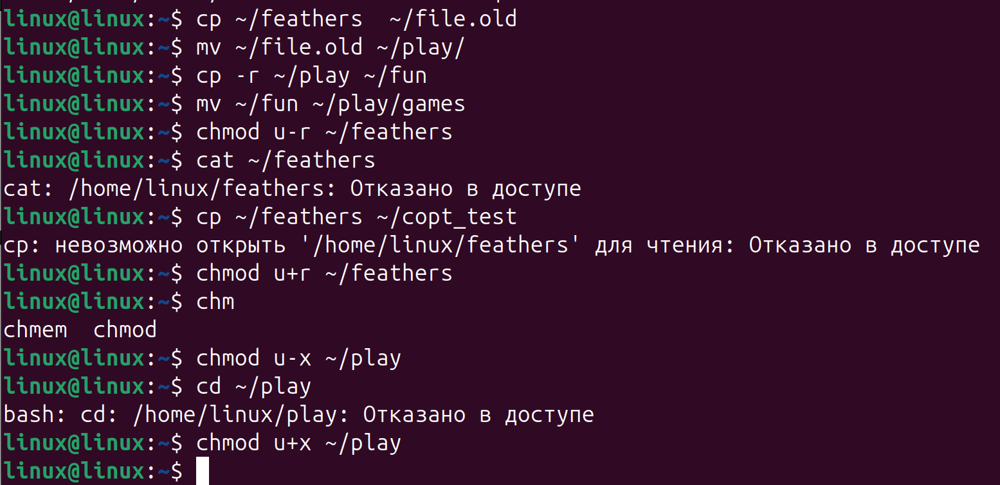 linux@linux:~$ cp ~/feathers  ~/file.old
linux@linux:~$ mv ~/file.old ~/play/
linux@linux:~$ cp -r ~/play ~/fun
linux@linux:~$ mv ~/fun ~/play/games
linux@linux:~$ chmod u-r ~/feathers
linux@linux:~$ cat ~/feathers
cat: /home/linux/feathers: Отказано в доступе
linux@linux:~$ cp ~/feathers ~/copt_test
cp: невозможно открыть '/home/linux/feathers' для чтения: Отказано в доступе
linux@linux:~$ chmod u+r ~/feathers
linux@linux:~$ chm
chmem  chmod
linux@linux:~$ chmod u-x ~/play
linux@linux:~$ cd ~/play
bash: cd: /home/linux/play: Отказано в доступе
linux@linux:~$ chmod u+x ~/play
linux@linux:~$